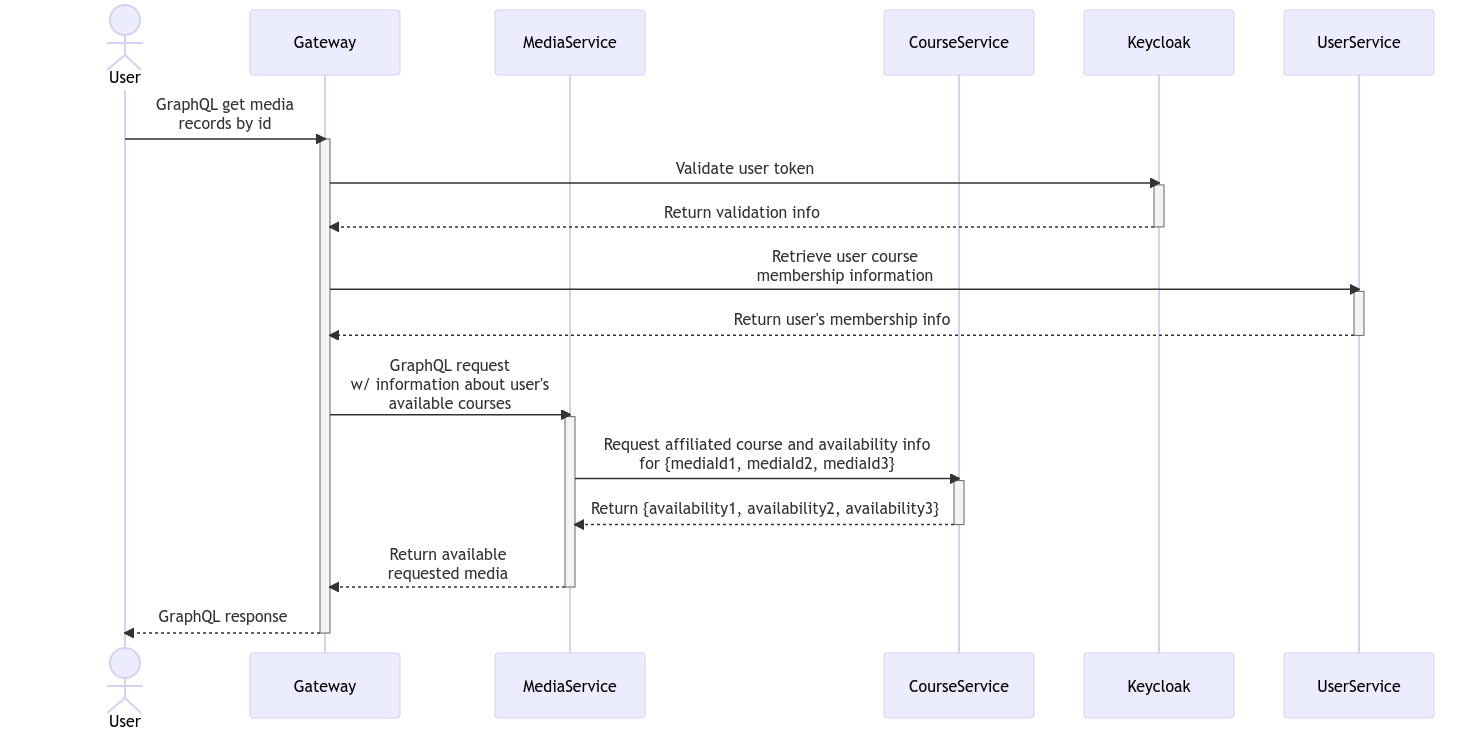 User
Gateway
MediaService
CourseService
Keycloak
UserService
GraphQL get media
records by id
Validate user token
Return validation info
Retrieve user course
membership information
Return user's membership info
GraphQL request
w/ information about user's
available courses
Request affiliated course and availability info
for {mediaId1, mediaId2, mediaId3}
Return {availability1, availability2, availability3}
Return available
requested media
GraphQL response
User
Gateway
MediaService
CourseService
Keycloak
UserService